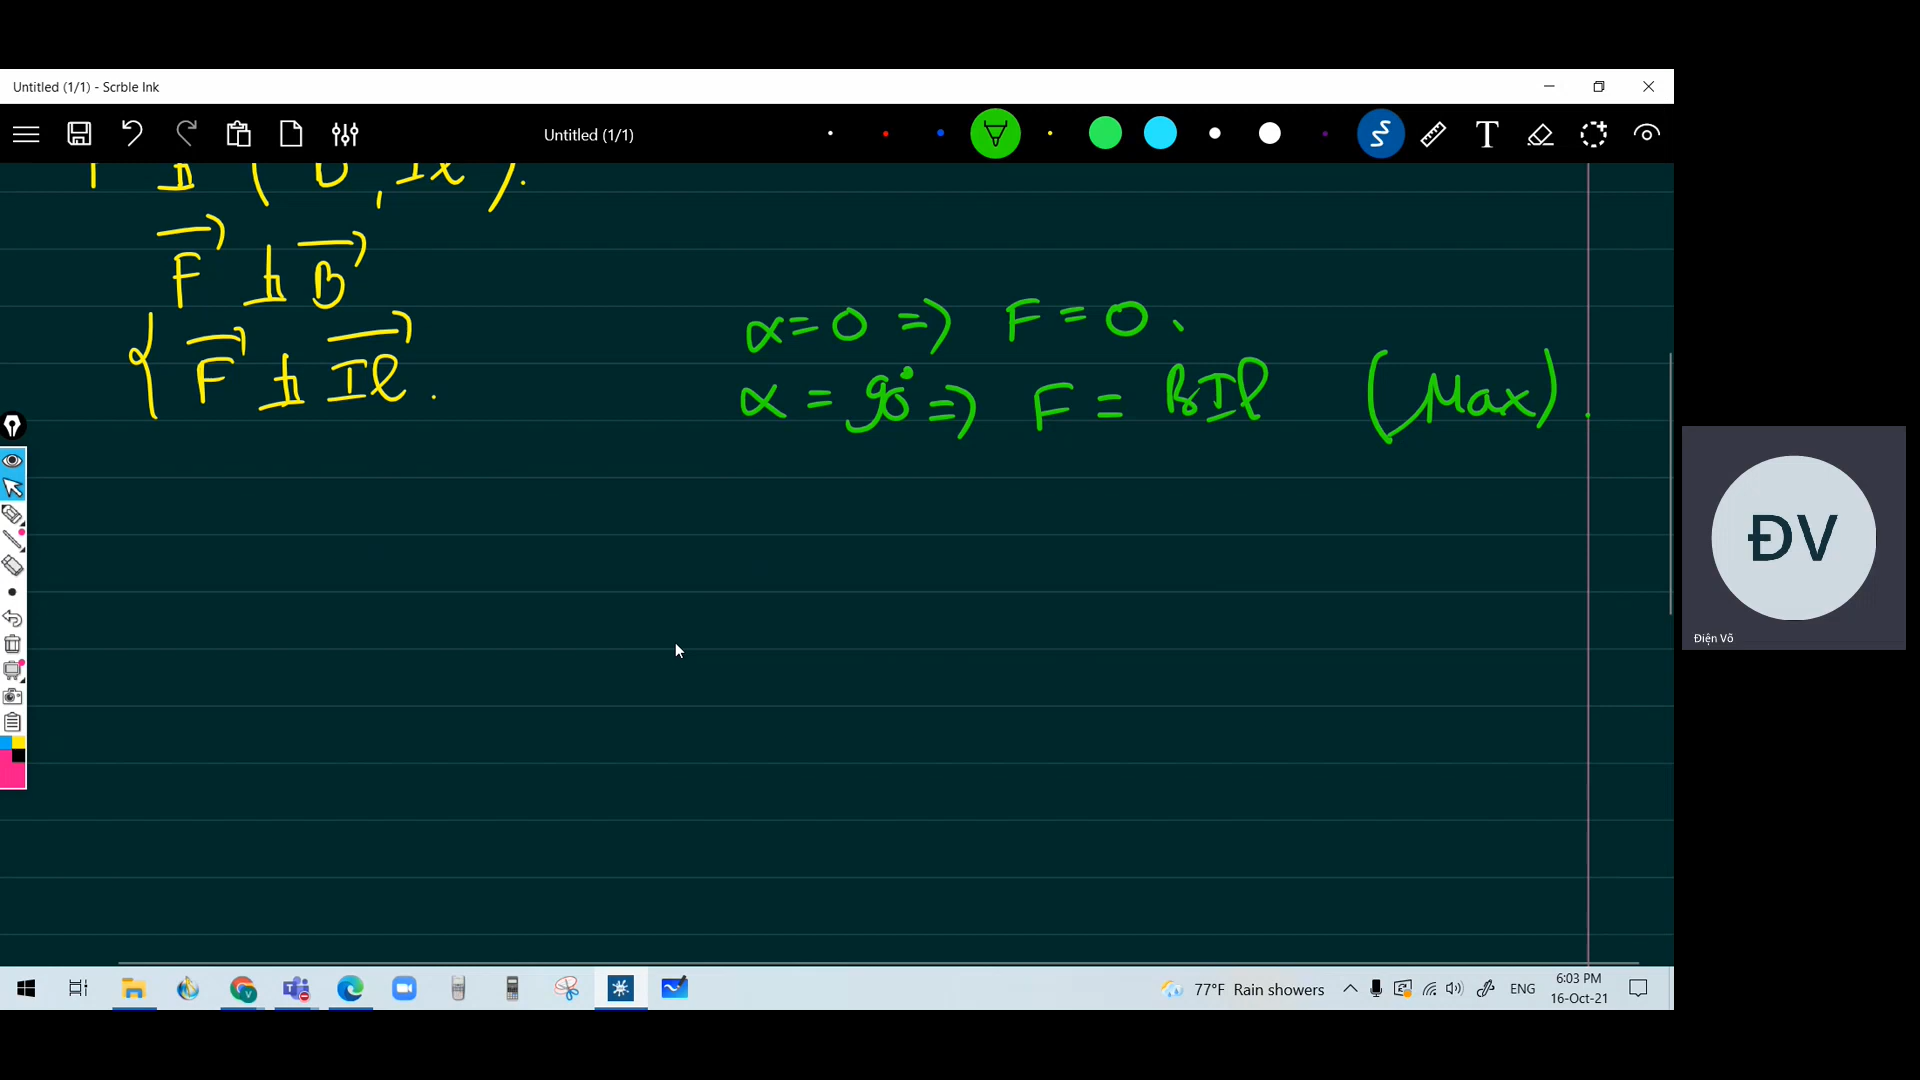 Untitled (1/1) - Scrble Ink
Untitled (1/1)
F ⊥ (B, Il).
F⃗ ⊥ B⃗
{ F⃗ ⊥ Il⃗.
α = 0 => F = 0.
α = 90° => F = BIl (Max).
ĐV
Điện Võ
77°F Rain showers
ENG
6:03 PM
16-Oct-21